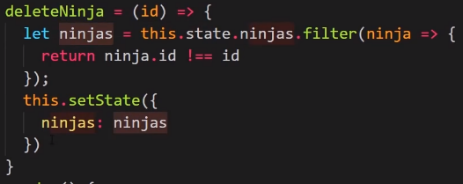 deleteNinja = (id) => {
let ninjas = this.state.ninjas.filter(ninja => {
return ninja.id !== id
});
this.setState({
ninjas: ninjas
})
}